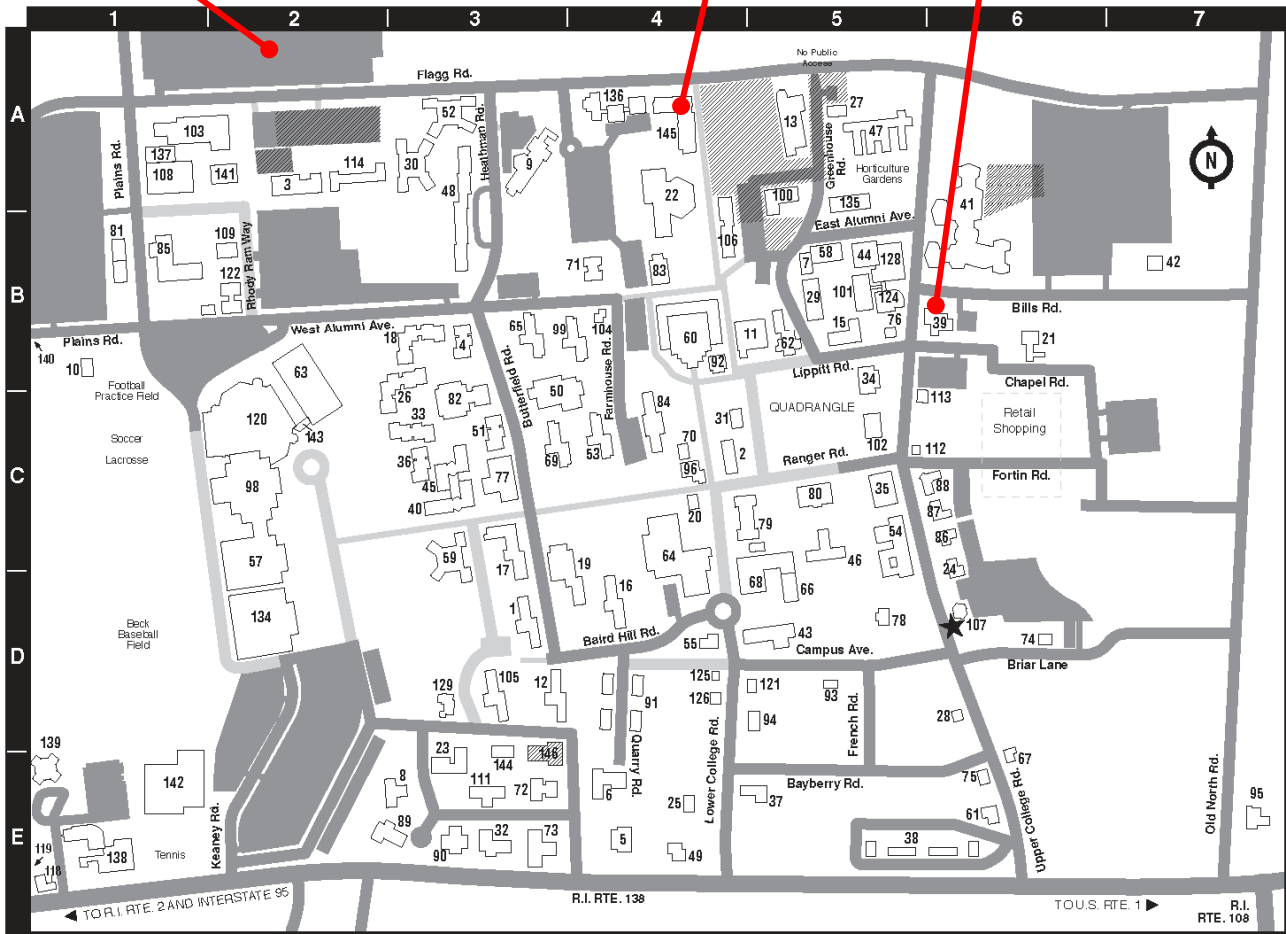 1 2 3 4 5 6 7
No Public
Access
Flagg Rd.
A
136
52
27
103
145
13
47
Plains Rd.
Heathman Rd.
Greenhouse
Rd.
137
114
30
9
108
141
3
48
Horticulture
Gardens
N
22
100
135
41
East Alumni Ave.
81
85
109
106
122
Rhody Ram Way
71
83
7
58
44
128
42
B
29
101
124
West Alumni Ave.
Bills Rd.
Plains Rd.
18
4
65
99
104
60
11
62
15
76
39
21
140
10
63
92
Lippitt Rd.
34
Chapel Rd.
Football
Practice Field
26
82
50
Butterfield Rd.
Farmhouse Rd.
84
31
QUADRANGLE
113
Retail
Shopping
120
33
143
51
Soccer
Lacrosse
69
53
70
2
102
112
C
36
96
Ranger Rd.
Fortin Rd.
98
45
77
40
20
79
80
35
88
87
54
86
59
17
19
64
46
57
24
68
66
16
134
1
78
107
Beck
Baseball
Field
Baird Hill Rd.
55
43
74
D
Campus Ave.
Briar Lane
105
12
125
126
121
93
129
91
94
French Rd.
28
139
23
144
146
67
142
8
111
72
6
Quarry Rd.
Lower College Rd.
Bayberry Rd.
75
37
25
61
Keaney Rd.
Upper College Rd.
Old North Rd.
95
E
89
119
118
138
Tennis
90
32
73
5
49
38
TO R.I. RTE. 2 AND INTERSTATE 95
R.I. RTE. 138
TO U.S. RTE. 1
R.I.
RTE. 108